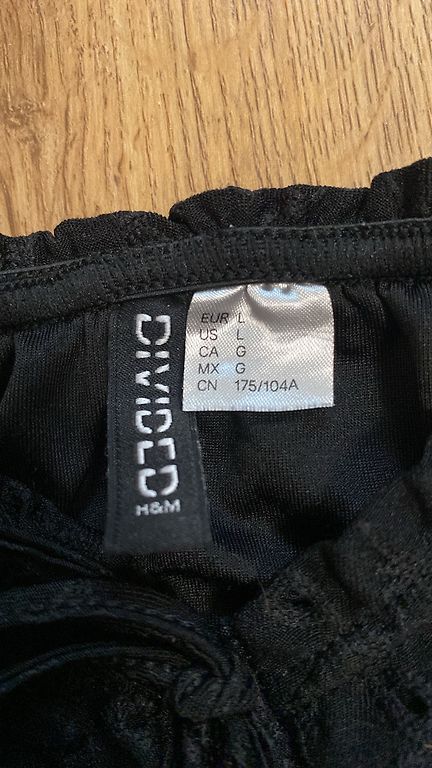 DIVIDED
H&M
EUR L
US L
CA G
MX G
CN 175/104A